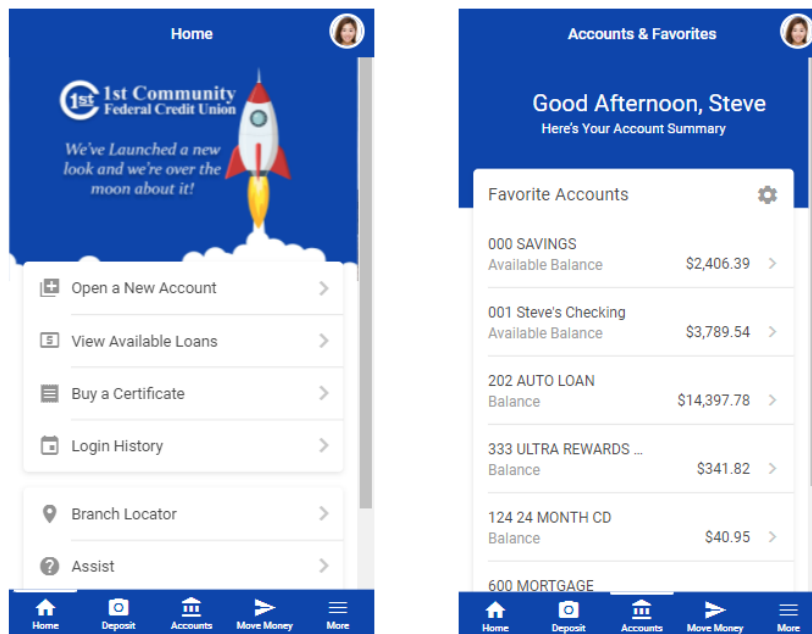 Home
1st
1st Community
Federal Credit Union
We've Launched a new
look and we're over the
moon about it!
Open a New Account
View Available Loans
Buy a Certificate
Login History
Branch Locator
Assist
Home
Deposit
Accounts
Move Money
More
Accounts & Favorites
Good Afternoon, Steve
Here's Your Account Summary
Favorite Accounts
000 SAVINGS
Available Balance $2,406.39
001 Steve's Checking
Available Balance $3,789.54
202 AUTO LOAN
Balance $14,397.78
333 ULTRA REWARDS ...
Balance $341.82
124 24 MONTH CD
Balance $40.95
600 MORTGAGE
Home
Deposit
Accounts
Move Money
More